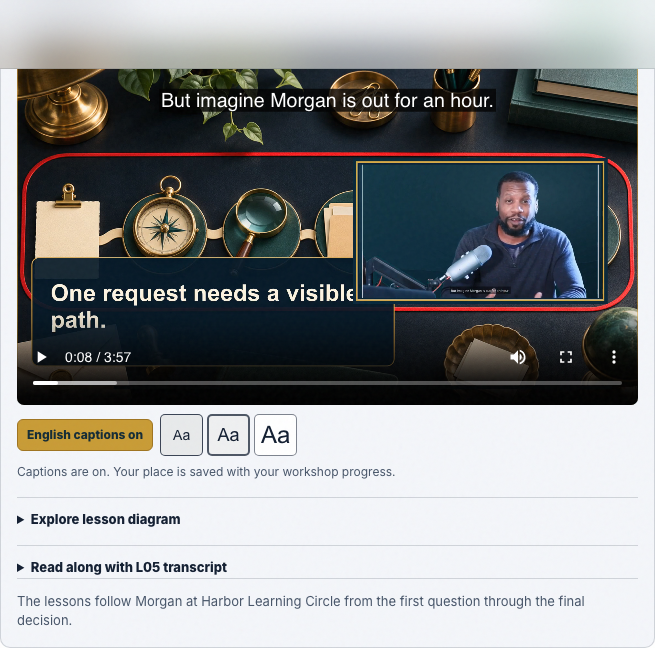 But imagine Morgan is out for an hour.
One request needs a visible
path.
0:08 / 3:57
English captions on
Aa
Aa
Aa
Captions are on. Your place is saved with your workshop progress.
Explore lesson diagram
Read along with L05 transcript
The lessons follow Morgan at Harbor Learning Circle from the first question through the final
decision.